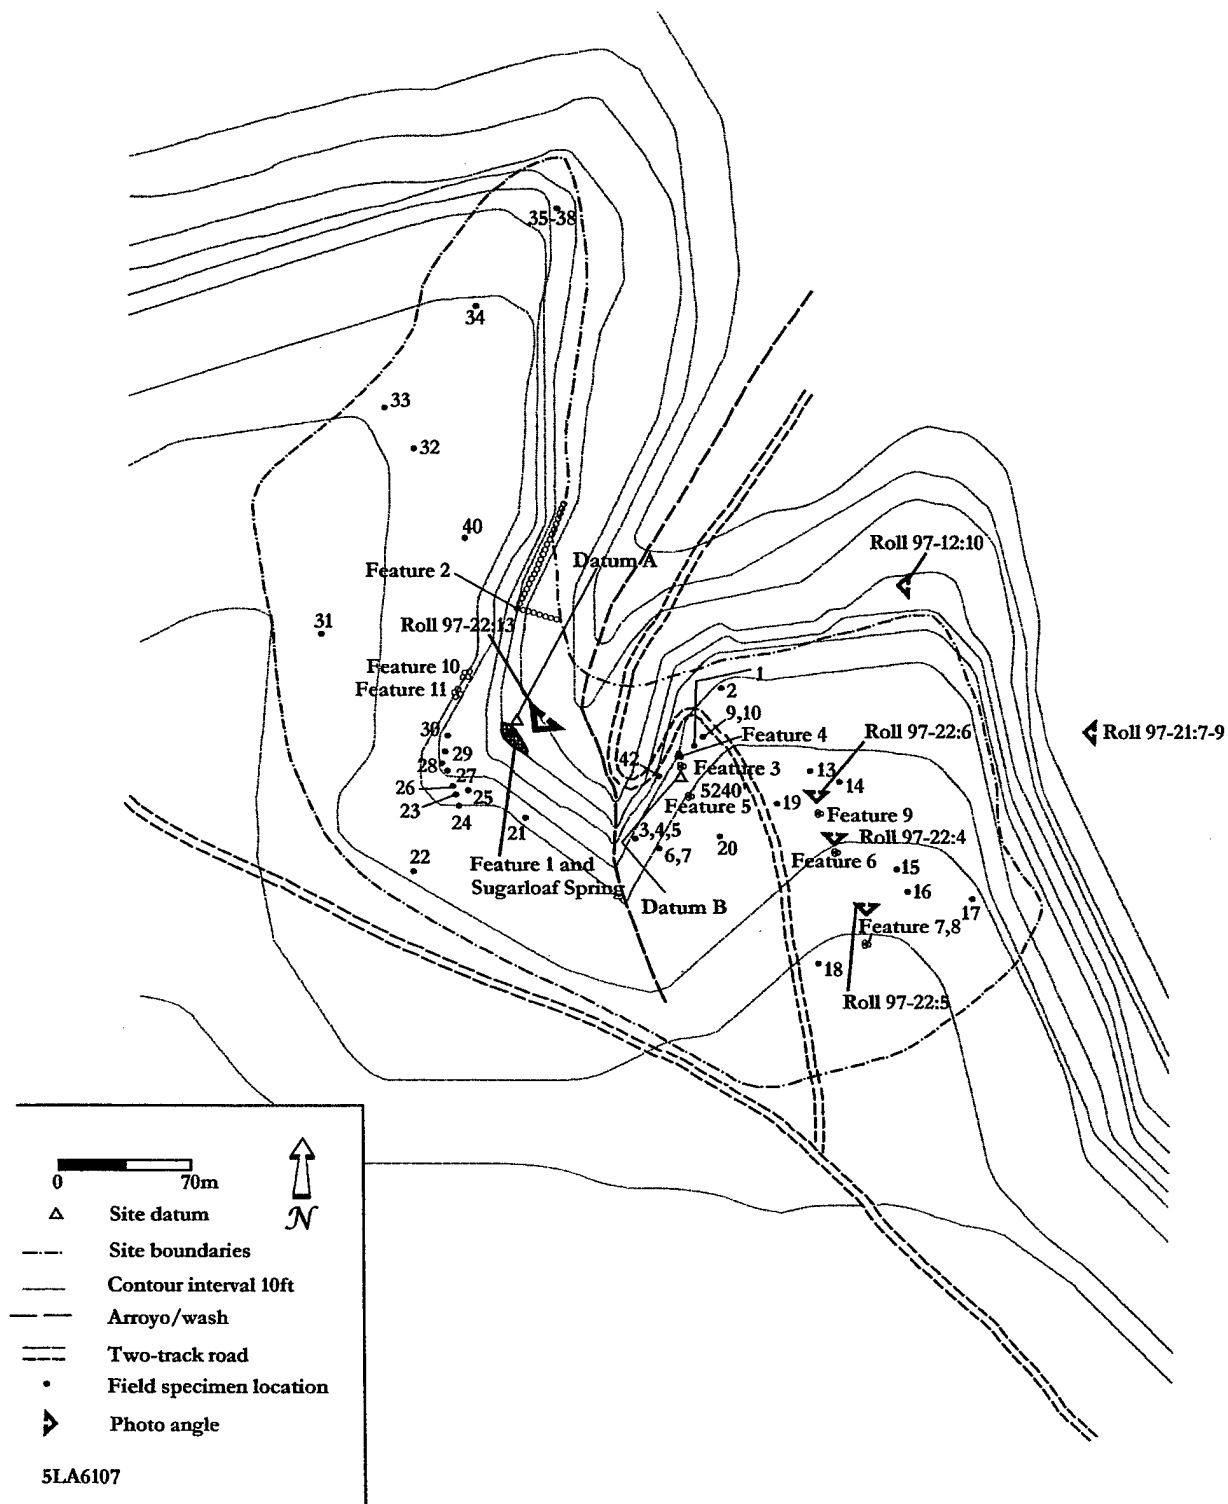 35-38
34
33
32
40
Roll 97-12:10
Datum A
Feature 2
31
Roll 97-22:13
Feature 10
Feature 11
1
2
9,10
30
Feature 4
Roll 97-22:6
Roll 97-21:7-9
29
42
28
Feature 3
13
27
14
26
5240
25
Feature 5
19
23
Feature 9
24
21
3,4,5
20
Roll 97-22:4
6,7
Feature 6
22
Feature 1 and
Sugarloaf Spring
15
16
Datum B
17
Feature 7,8
18
Roll 97-22:5
0 70m
N
Site datum
Site boundaries
Contour interval 10ft
Arroyo/wash
Two-track road
Field specimen location
Photo angle
5LA6107